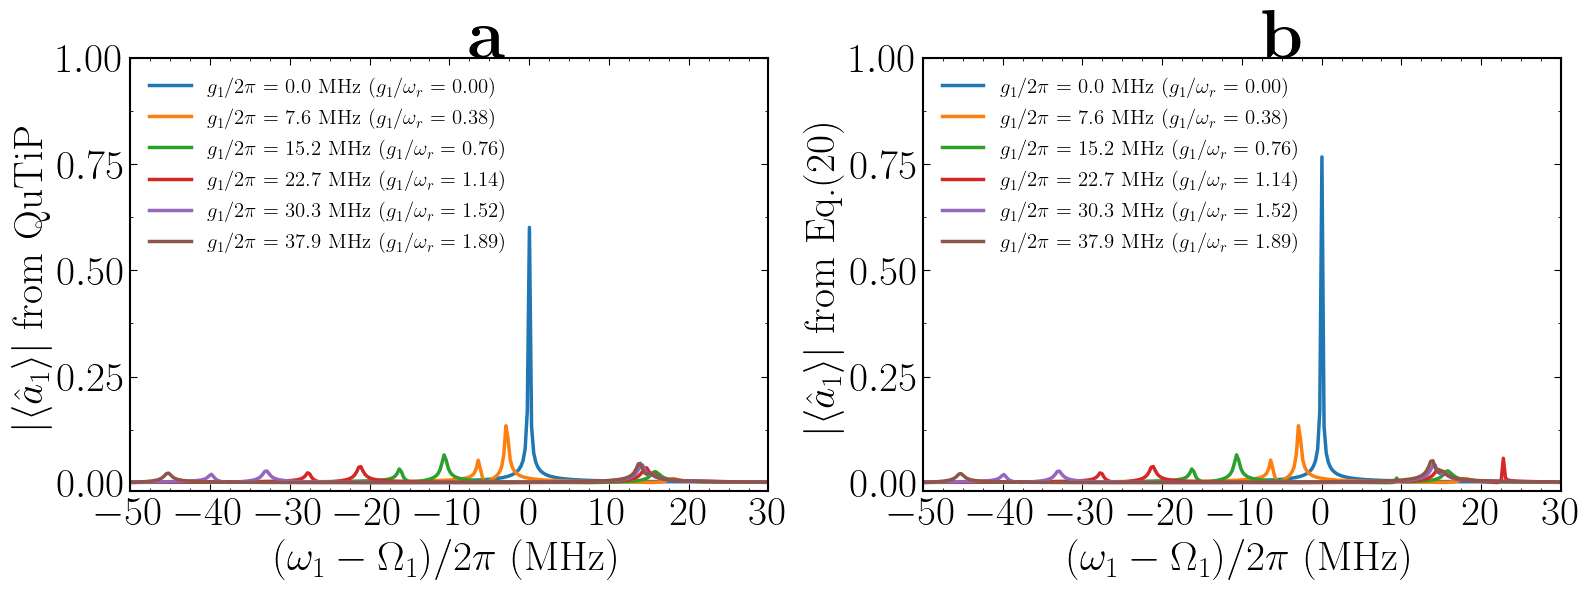 a
1.00
0.75
0.50
0.25
0.00
|⟨â₁⟩| from QuTiP
g₁/2π = 0.0 MHz (g₁/ωᵣ = 0.00)
g₁/2π = 7.6 MHz (g₁/ωᵣ = 0.38)
g₁/2π = 15.2 MHz (g₁/ωᵣ = 0.76)
g₁/2π = 22.7 MHz (g₁/ωᵣ = 1.14)
g₁/2π = 30.3 MHz (g₁/ωᵣ = 1.52)
g₁/2π = 37.9 MHz (g₁/ωᵣ = 1.89)
−50 −40 −30 −20 −10 0 10 20 30
(ω₁ − Ω₁)/2π (MHz)
b
1.00
0.75
0.50
0.25
0.00
|⟨â₁⟩| from Eq.(20)
g₁/2π = 0.0 MHz (g₁/ωᵣ = 0.00)
g₁/2π = 7.6 MHz (g₁/ωᵣ = 0.38)
g₁/2π = 15.2 MHz (g₁/ωᵣ = 0.76)
g₁/2π = 22.7 MHz (g₁/ωᵣ = 1.14)
g₁/2π = 30.3 MHz (g₁/ωᵣ = 1.52)
g₁/2π = 37.9 MHz (g₁/ωᵣ = 1.89)
−50 −40 −30 −20 −10 0 10 20 30
(ω₁ − Ω₁)/2π (MHz)